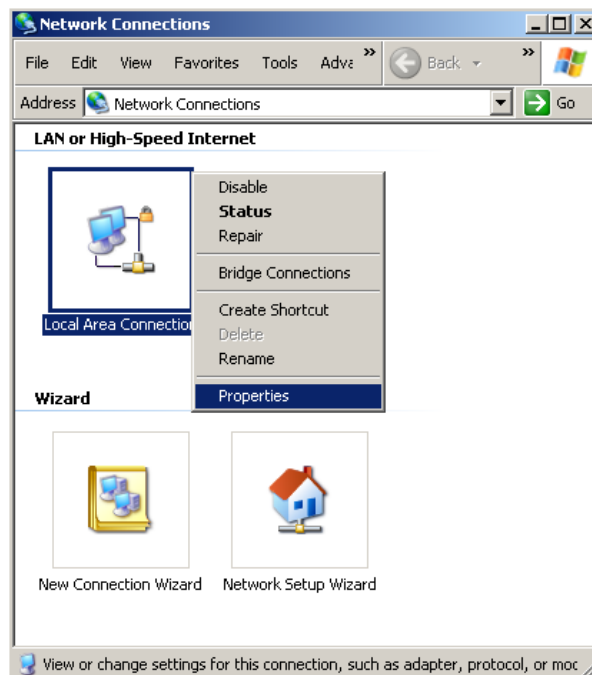 Network Connections
File Edit View Favorites Tools Adva » Back »
Address Network Connections Go
LAN or High-Speed Internet
Disable
Status
Repair
Bridge Connections
Create Shortcut
Delete
Rename
Properties
Local Area Connection
Wizard
New Connection Wizard Network Setup Wizard
View or change settings for this connection, such as adapter, protocol, or moc